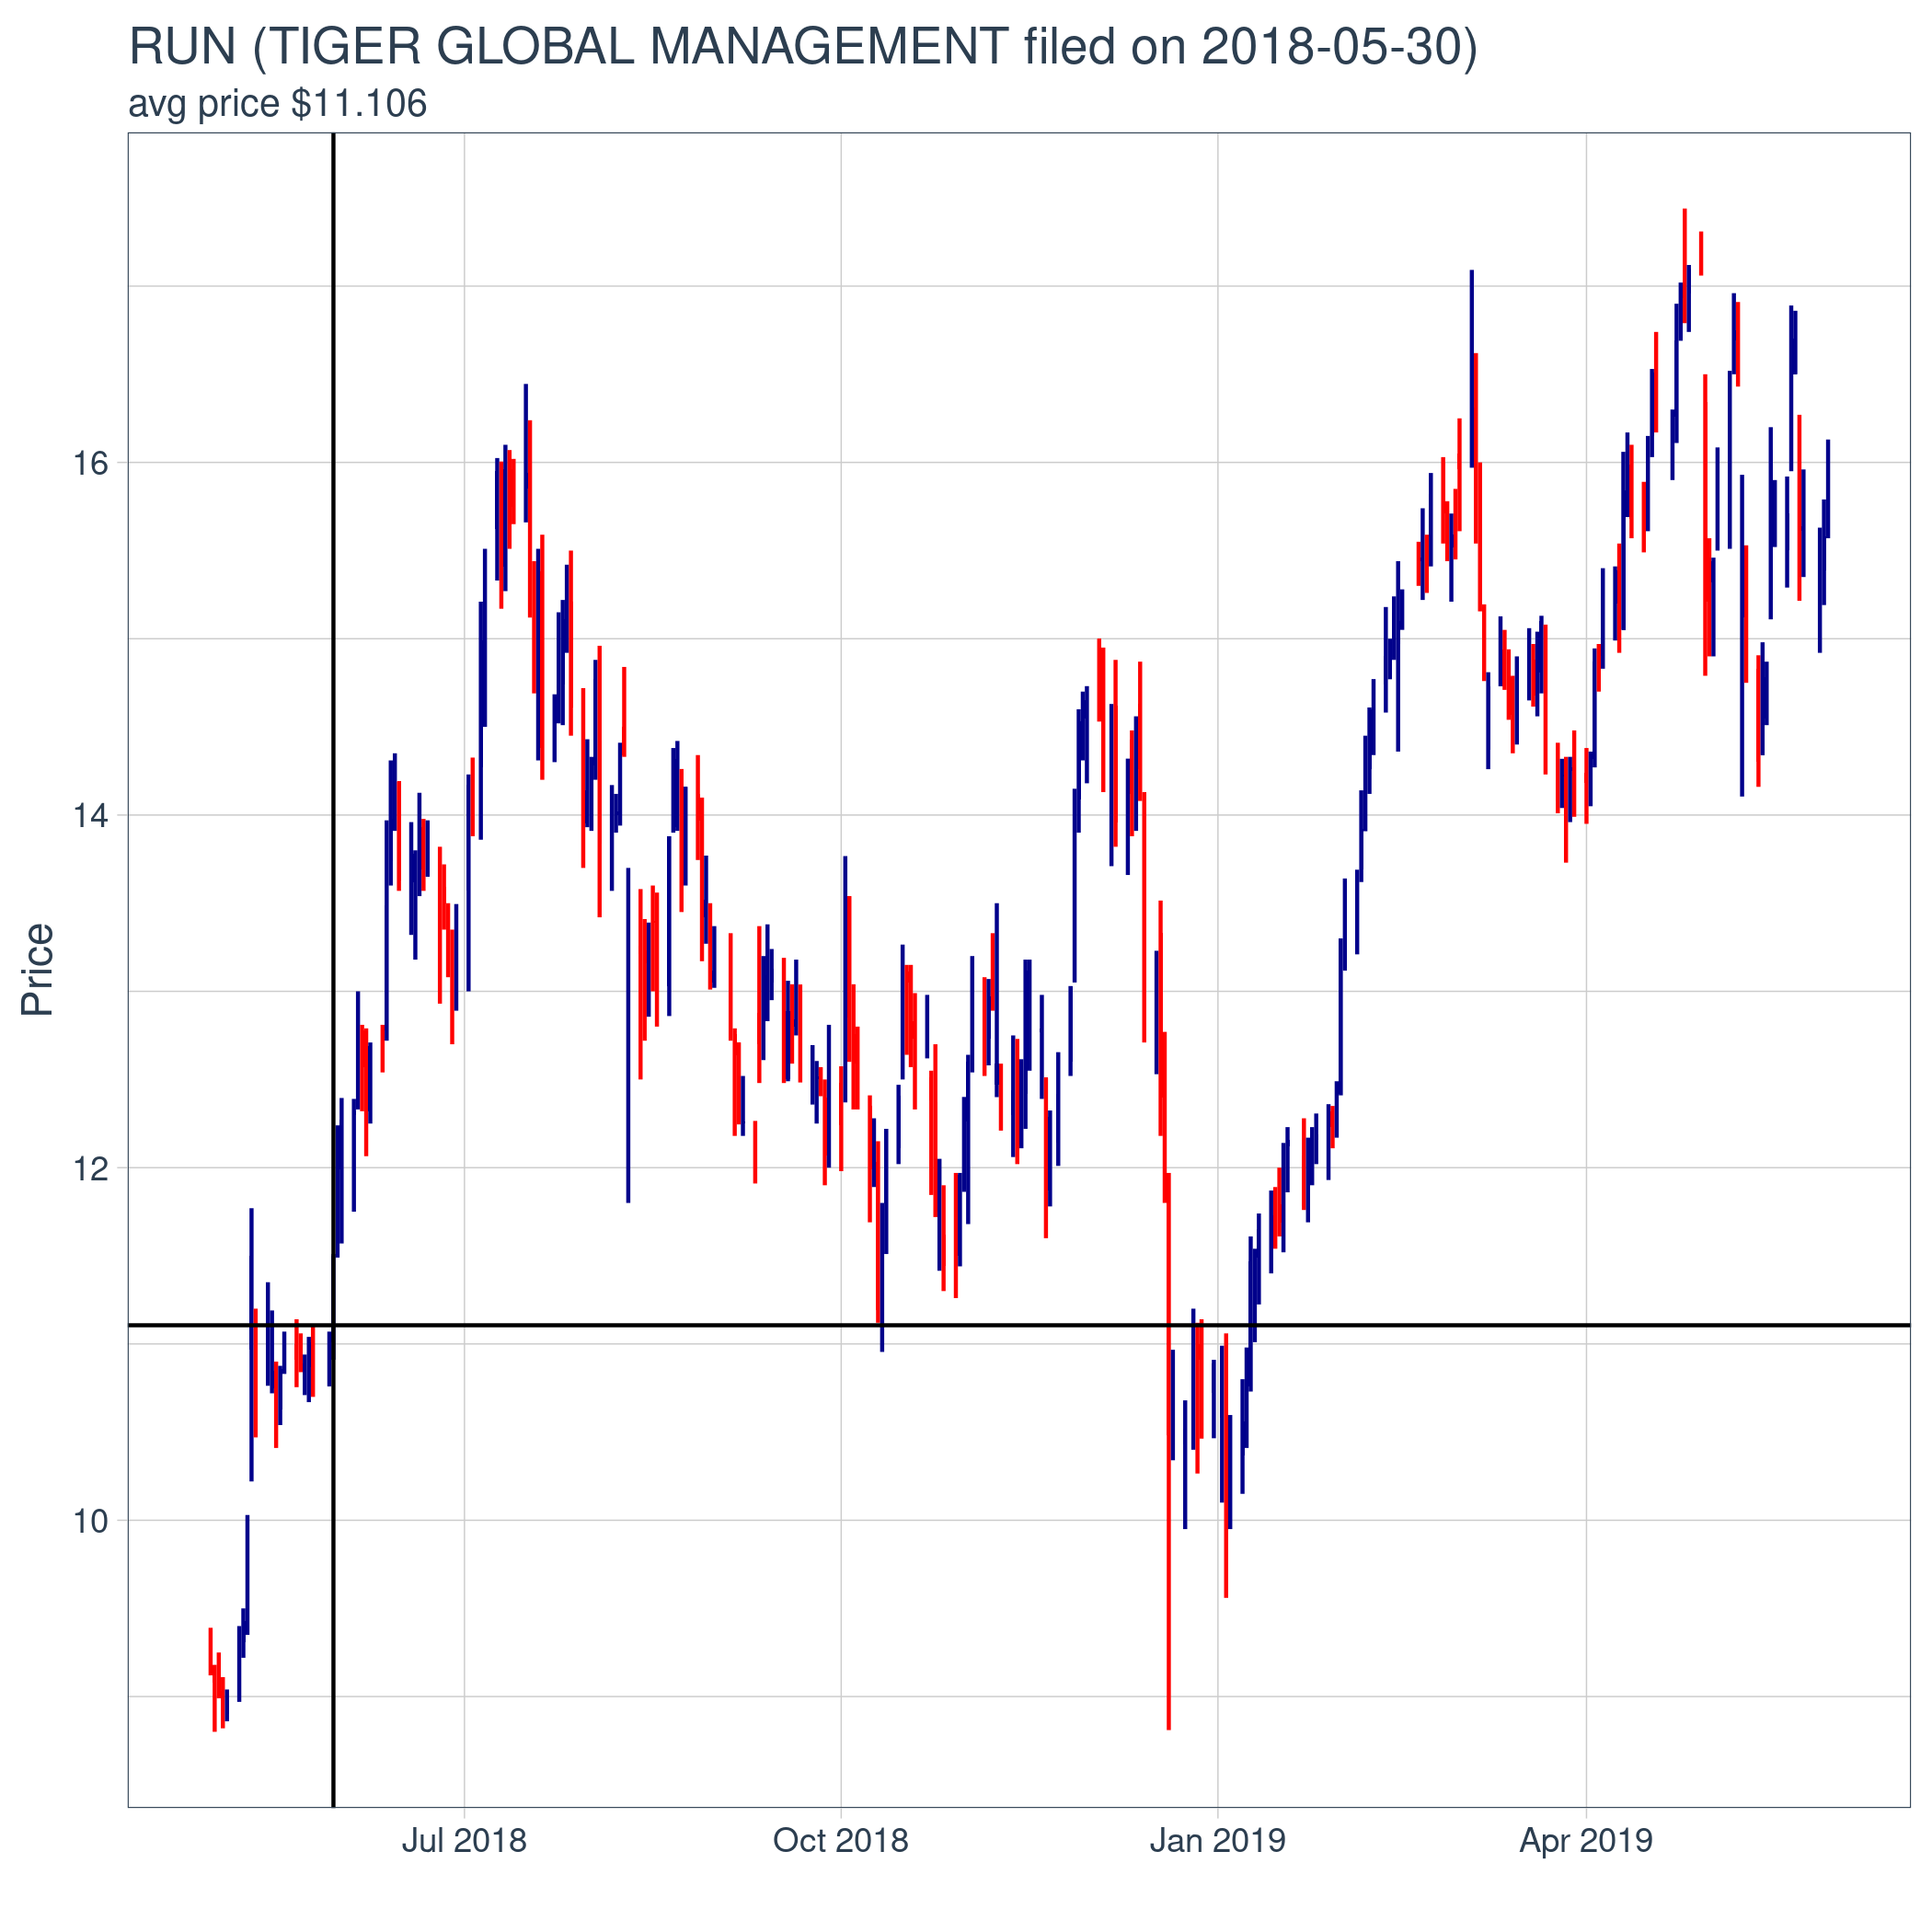 RUN (TIGER GLOBAL MANAGEMENT filed on 2018-05-30)
avg price $11.106
Price
16
14
12
10
Jul 2018
Oct 2018
Jan 2019
Apr 2019